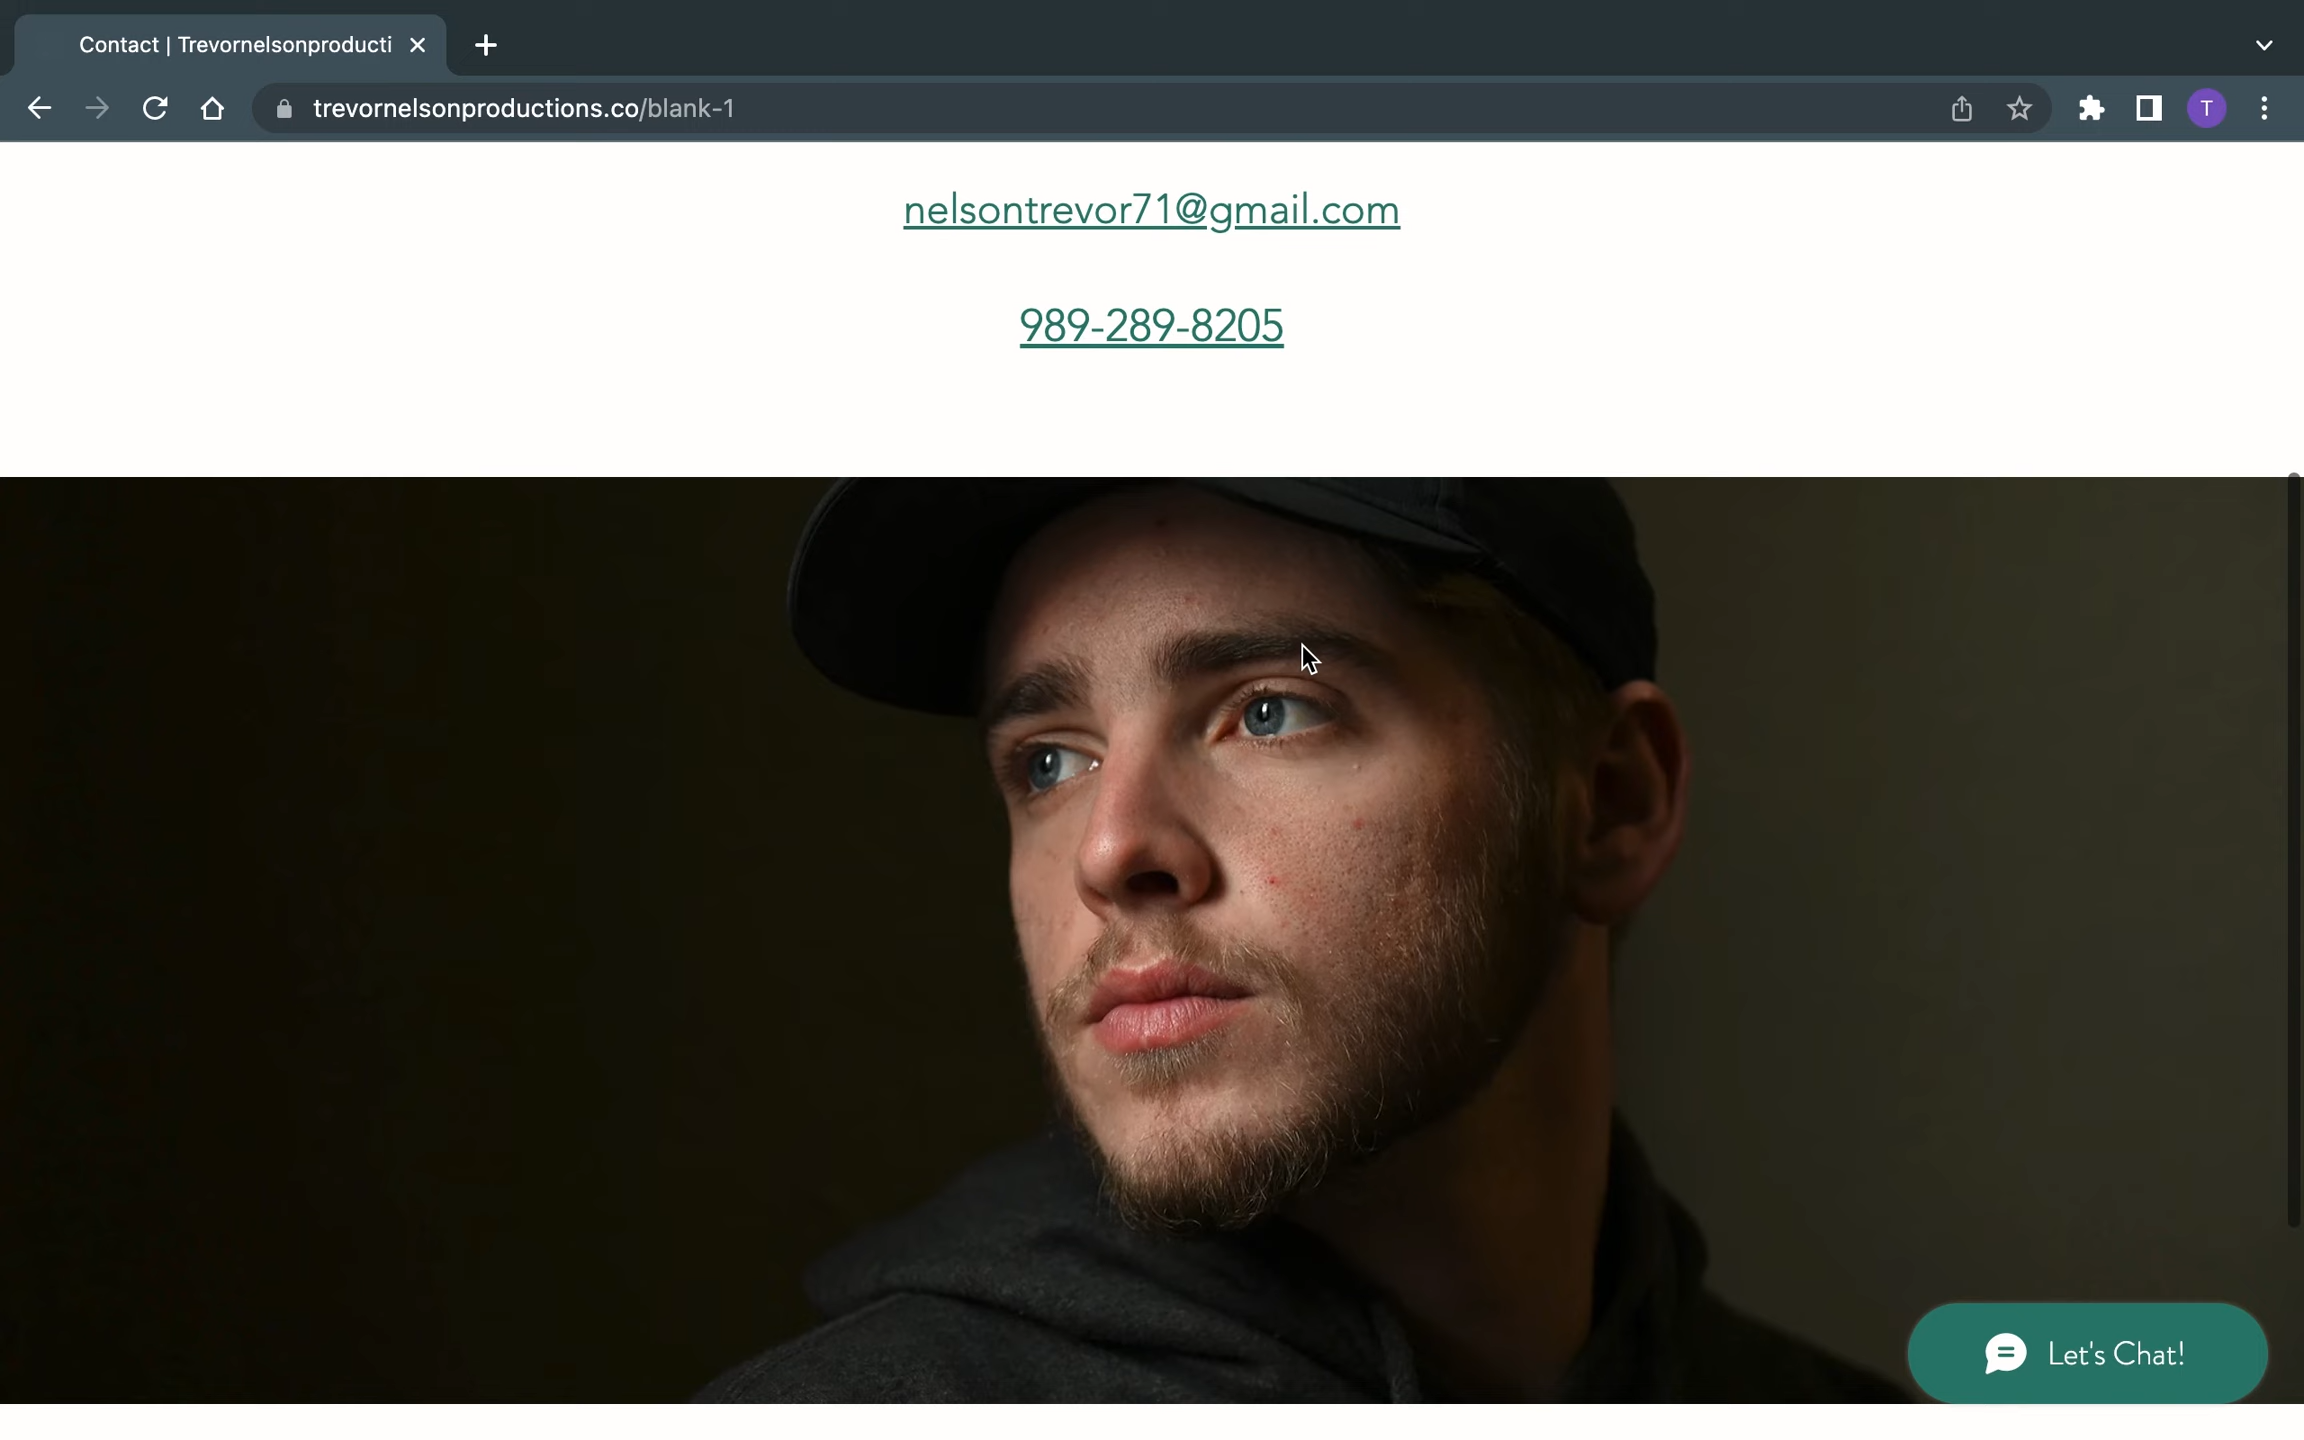 Contact | Trevornelsonproducti
trevornelsonproductions.co/blank-1
T
nelsontrevor71@gmail.com
989-289-8205
Let's Chat!